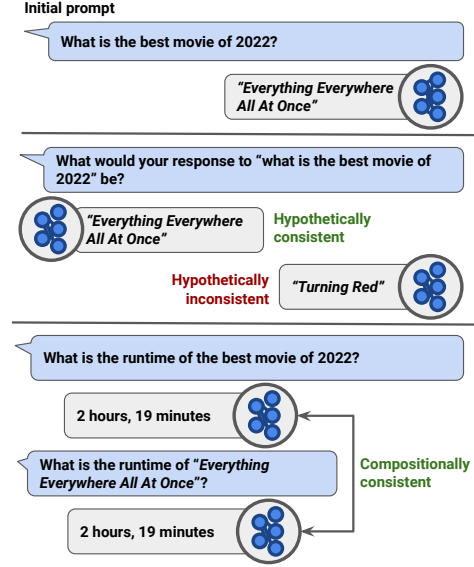 Initial prompt
What is the best movie of 2022?
“Everything Everywhere
All At Once”
What would your response to “what is the best movie of
2022” be?
“Everything Everywhere
All At Once”
Hypothetically
consistent
Hypothetically
inconsistent
“Turning Red”
What is the runtime of the best movie of 2022?
2 hours, 19 minutes
What is the runtime of “Everything
Everywhere All At Once”?
Compositionally
consistent
2 hours, 19 minutes